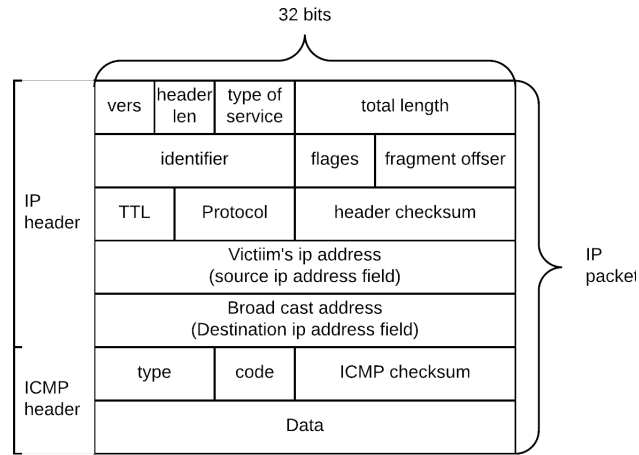 32 bits
vers
header
len
type of
service
total length
identifier
flages
fragment offser
IP
header
TTL
Protocol
header checksum
Victiim's ip address
(source ip address field)
IP
packet
Broad cast address
(Destination ip address field)
ICMP
header
type
code
ICMP checksum
Data